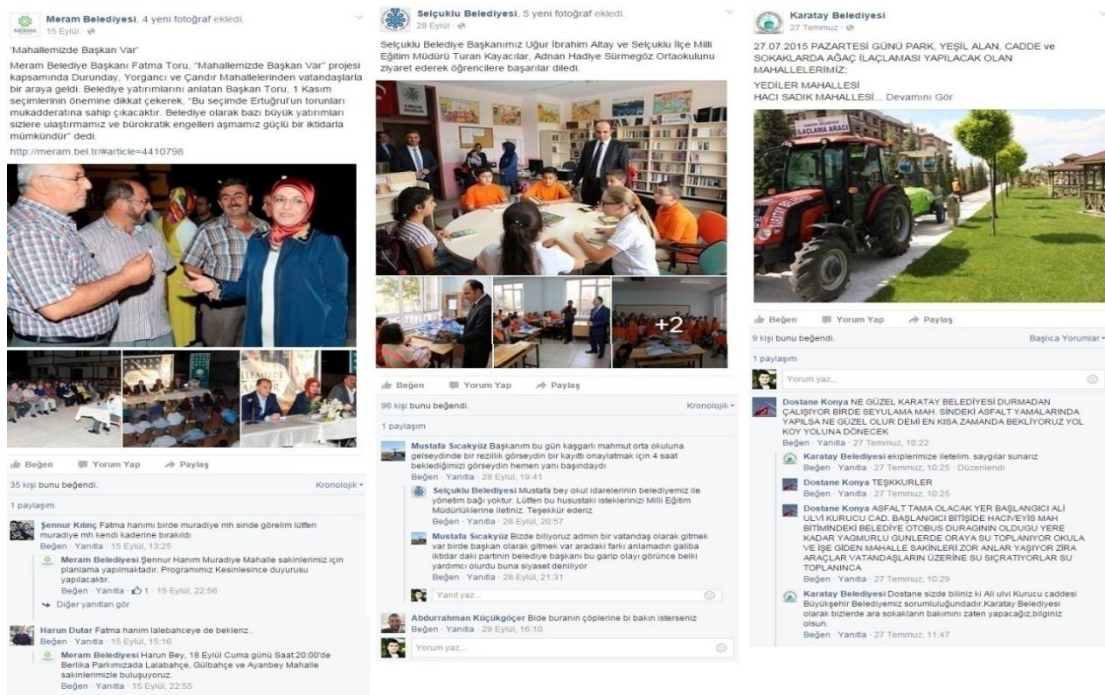 Meram Belediyesi, 4 yeni fotoğraf ekledi.
15 Eylül
'Mahallemizde Başkan Var'
Meram Belediye Başkanı Fatma Toru, "Mahallemizde Başkan Var" projesi
kapsamında Durunday, Yorgancı ve Çandır Mahallelerinden vatandaşlarla
bir araya geldi. Belediye yatırımlarını anlatan Başkan Toru, 1 Kasım
seçimlerinin önemine dikkat çekerek, "Bu seçimde Ertuğrul'un torunları
mukadderatına sahip çıkacaktır. Belediye olarak bazı büyük yatırımları
sizlere ulaştırmamız ve bürokratik engelleri aşmamız güçlü bir iktidarla
mümkündür" dedi.
http://meram.bel.tr/#article=4410798
Beğen Yorum Yap Paylaş
35 kişi bunu beğendi. Kronolojik
1 paylaşım
Şennur Kılınç Fatma hanımı birde muradiye mh sinde görelim lütfen
muradiye mh kendi kaderine bırakıldı
Beğen · Yanıtla · 15 Eylül, 13:25
Meram Belediyesi Şennur Hanım Muradiye Mahalle sakinlerimiz için
planlama yapılmaktadır. Programımız Kesinleşince duyurusu
yapılacaktır.
Beğen · Yanıtla · 1 · 15 Eylül, 22:56
Diğer yanıtları gör
Harun Dutar Fatma hanim lalebahceye de bekleriz .
Beğen · Yanıtla · 15 Eylül, 15:16
Meram Belediyesi Harun Bey, 18 Eylül Cuma günü Saat:20:00'de
Berlika Parkımızada Lalabahçe, Gülbahçe ve Ayanbey Mahalle
sakinlerimizle buluşuyoruz.
Beğen · Yanıtla · 15 Eylül, 22:55
Selçuklu Belediyesi, 5 yeni fotoğraf ekledi.
28 Eylül
Selçuklu Belediye Başkanımız Uğur İbrahim Altay ve Selçuklu İlçe Milli
Eğitim Müdürü Turan Kayacılar, Adnan Hadiye Sürmegöz Ortaokulunu
ziyaret ederek öğrencilere başarılar diledi.
+2
Beğen Yorum Yap Paylaş
96 kişi bunu beğendi. Kronolojik
1 paylaşım
Mustafa Sıcakyüz Başkanım bu gün kaşgarlı mahmut orta okuluna
gelseydinde bir rezillik görseydin bir kayıttı onaylatmak için 4 saat
beklediğimizi görseydin hemen yanı başındaydı
Beğen · Yanıtla · 28 Eylül, 19:41
Selçuklu Belediyesi Mustafa bey okul idarelerinin belediyemiz ile
yönetim bağı yoktur. Lütfen bu husustaki isteklerinizi Milli Eğitim
Müdürlüklerine iletiniz. Teşekkür ederiz
Beğen · Yanıtla · 28 Eylül, 20:57
Mustafa Sıcakyüz Bizde biliyoruz admin bir vatandaş olarak gitmek
var birde başkan olarak gitmek var aradaki farkı anlamadın galiba
iktidar daki partinin belediye başkanı bu garip olayı görünce belki
yardımcı olurdu buna siyaset deniliyor
Beğen · Yanıtla · 28 Eylül, 21:31
Yanıt yaz...
Abdurrahman Küçükgöçer Bide buranın çöplerine bi bakın isterseniz
Beğen · Yanıtla · 29 Eylül, 16:10
Yorum yaz...
Karatay Belediyesi
27 Temmuz
27.07.2015 PAZARTESİ GÜNÜ PARK, YEŞİL ALAN, CADDE ve
SOKAKLARDA AĞAÇ İLAÇLAMASI YAPILACAK OLAN
MAHALLELERİMİZ;
YEDİLER MAHALLESİ
HACI SADIK MAHALLESİ... Devamını Gör
İLAÇLAMA ARACI
Beğen Yorum Yap Paylaş
9 kişi bunu beğendi. Başlıca Yorumlar
1 paylaşım
Yorum yaz...
Dostane Konya NE GÜZEL KARATAY BELEDİYESİ DURMADAN
ÇALIŞIYOR BİRDE SEYULAMA MAH. SİNDEKİ ASFALT YAMALARINDA
YAPILSA NE GÜZEL OLUR DEMİ EN KISA ZAMANDA BEKLİYORUZ YOL
KOY YOLUNA DÖNECEK
Beğen · Yanıtla · 27 Temmuz, 10:22
Karatay Belediyesi ekiplerimize iletelim, saygılar sunarız
Beğen · Yanıtla · 27 Temmuz, 10:25 · Düzenlendi
Dostane Konya TEŞKKURLER
Beğen · Yanıtla · 27 Temmuz, 10:25
Dostane Konya ASFALT TAMA OLACAK YER BAŞLANGICI ALİ
ULVİ KURUCU CAD. BAŞLANGICI BİTİŞİDE HACIVEYİS MAH
BİTİMİNDEKİ BELEDİYE OTOBUS DURAGININ OLDUGU YERE
KADAR YAGMURLU GUNLERDE ORAYA SU TOPLANIYOR OKULA
VE İŞE GİDEN MAHALLE SAKİNLERİ ZOR ANLAR YAŞIYOR ZİRA
ARAÇLAR VATANDAŞLARIN ÜZERİNE SU SIÇRATIYORLAR SU
TOPLANINCA
Beğen · Yanıtla · 27 Temmuz, 10:29
Karatay Belediyesi Dostane sizde biliniz ki Ali ulvi Kurucu caddesi
Büyükşehir Belediyemiz sorumluluğundadır.Karatay Belediyesi
olarak bizlerde ara sokakların bakımını zaten yapacağız,bilginiz
olsun.
Beğen · Yanıtla · 27 Temmuz, 11:47